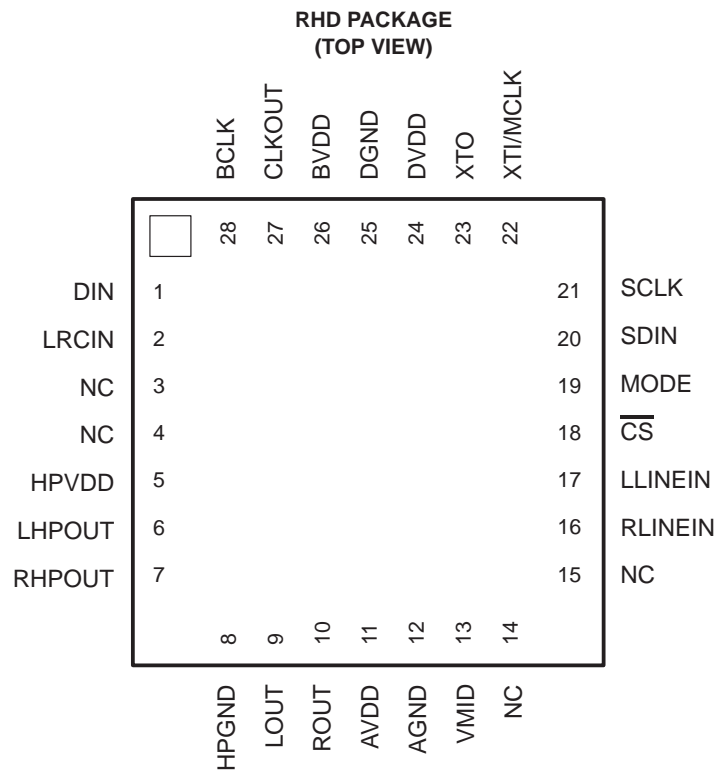 RHD PACKAGE
(TOP VIEW)
BCLK
CLKOUT
BVDD
DGND
DVDD
XTO
XTI/MCLK
28
27
26
25
24
23
22
DIN 1
LRCIN 2
NC 3
NC 4
HPVDD 5
LHPOUT 6
RHPOUT 7
21 SCLK
20 SDIN
19 MODE
18 C̅S̅
17 LLINEIN
16 RLINEIN
15 NC
8
9
10
11
12
13
14
HPGND
LOUT
ROUT
AVDD
AGND
VMID
NC